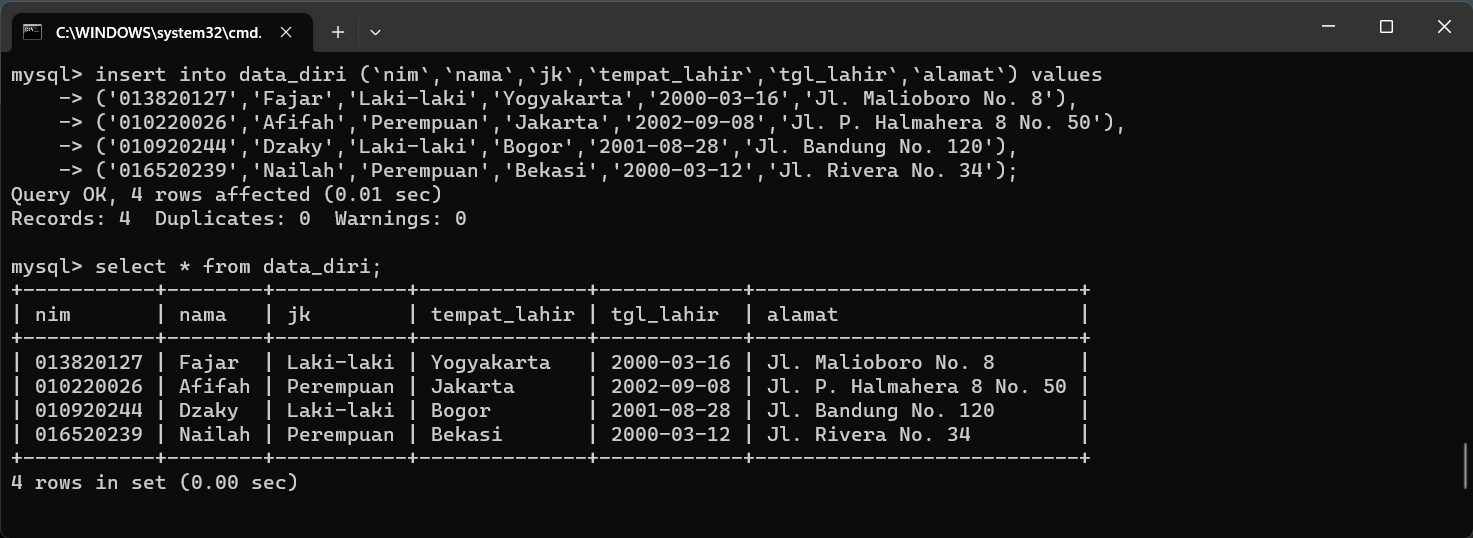 C:\WINDOWS\system32\cmd.
mysql> insert into data_diri (`nim`,`nama`,`jk`,`tempat_lahir`,`tgl_lahir`,`alamat`) values
    -> ('013820127','Fajar','Laki-laki','Yogyakarta','2000-03-16','Jl. Malioboro No. 8'),
    -> ('010220026','Afifah','Perempuan','Jakarta','2002-09-08','Jl. P. Halmahera 8 No. 50'),
    -> ('010920244','Dzaky','Laki-laki','Bogor','2001-08-28','Jl. Bandung No. 120'),
    -> ('016520239','Nailah','Perempuan','Bekasi','2000-03-12','Jl. Rivera No. 34');
Query OK, 4 rows affected (0.01 sec)
Records: 4  Duplicates: 0  Warnings: 0
mysql> select * from data_diri;
+-----------+--------+-----------+--------------+------------+---------------------------+
| nim       | nama   | jk        | tempat_lahir | tgl_lahir  | alamat                    |
+-----------+--------+-----------+--------------+------------+---------------------------+
| 013820127 | Fajar  | Laki-laki | Yogyakarta   | 2000-03-16 | Jl. Malioboro No. 8       |
| 010220026 | Afifah | Perempuan | Jakarta      | 2002-09-08 | Jl. P. Halmahera 8 No. 50 |
| 010920244 | Dzaky  | Laki-laki | Bogor        | 2001-08-28 | Jl. Bandung No. 120       |
| 016520239 | Nailah | Perempuan | Bekasi       | 2000-03-12 | Jl. Rivera No. 34         |
+-----------+--------+-----------+--------------+------------+---------------------------+
4 rows in set (0.00 sec)